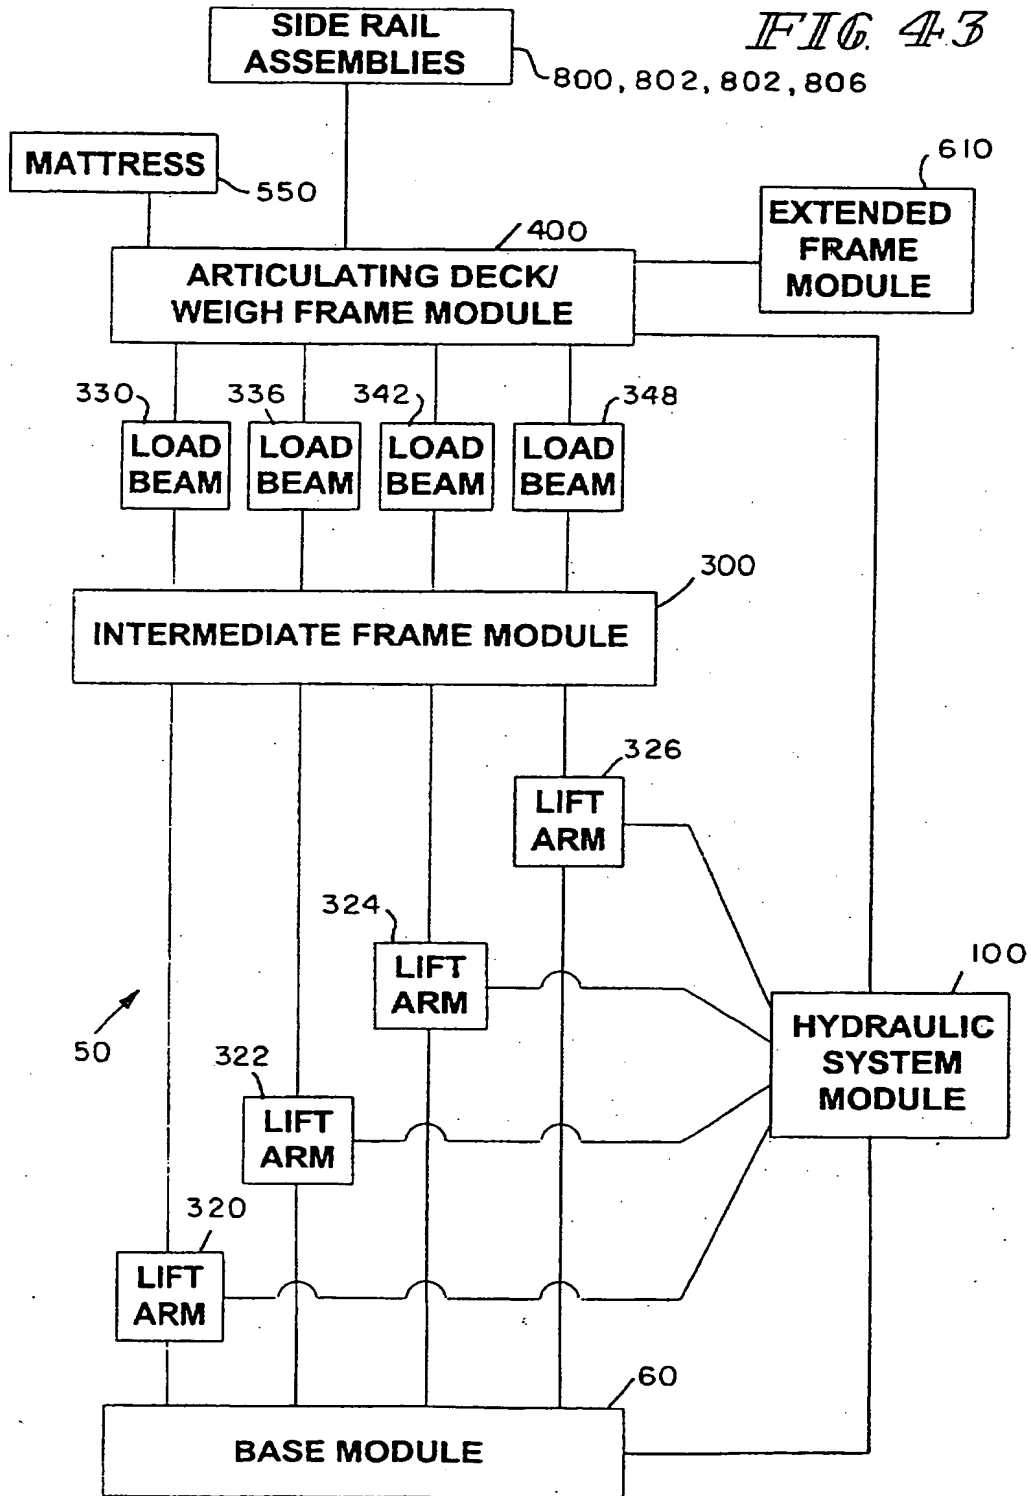 FIG. 43
SIDE RAIL
ASSEMBLIES
800, 802, 802, 806
MATTRESS
550
610
EXTENDED
FRAME
MODULE
400
ARTICULATING DECK/
WEIGH FRAME MODULE
330
336
342
348
LOAD
BEAM
LOAD
BEAM
LOAD
BEAM
LOAD
BEAM
300
INTERMEDIATE FRAME MODULE
326
LIFT
ARM
324
LIFT
ARM
100
HYDRAULIC
SYSTEM
MODULE
50
322
LIFT
ARM
320
LIFT
ARM
60
BASE MODULE